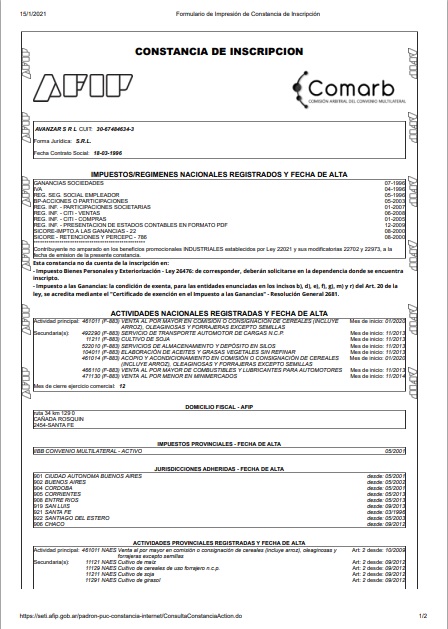 15/1/2021 Formulario de Impresión de Constancia de Inscripción
CONSTANCIA DE INSCRIPCION
AFIP
Comarb
COMISIÓN ARBITRAL DEL CONVENIO MULTILATERAL
AVANZAR S R L CUIT: 30-67484634-3
Forma Jurídica: S.R.L.
Fecha Contrato Social: 18-03-1996
IMPUESTOS/REGIMENES NACIONALES REGISTRADOS Y FECHA DE ALTA
GANANCIAS SOCIEDADES 07-1996
IVA 04-1996
REG. SEG. SOCIAL EMPLEADOR 05-1996
BP-ACCIONES O PARTICIPACIONES 05-2003
REG. INF. - PARTICIPACIONES SOCIETARIAS 01-2007
REG. INF. - CITI - VENTAS 06-2008
REG. INF. - CITI - COMPRAS 01-2005
REG. INF. - PRESENTACION DE ESTADOS CONTABLES EN FORMATO PDF 12-2009
SICORE-IMPTO.A LAS GANANCIAS - 22 08-2000
SICORE - RETENCIONES Y PERCEPC. - 766 08-2000
Contribuyente no amparado en los beneficios promocionales INDUSTRIALES establecidos por Ley 22021 y sus modificatorias 22702 y 22973, a la
fecha de emisión de la presente constancia.
Esta constancia no da cuenta de la inscripción en:
- Impuesto Bienes Personales y Exteriorización - Ley 26476: de corresponder, deberán solicitarse en la dependencia donde se encuentra
inscripto.
- Impuesto a las Ganancias: la condición de exenta, para las entidades enunciadas en los incisos b), d), e), f), g), m) y r) del Art. 20 de la
ley, se acredita mediante el "Certificado de exención en el Impuesto a las Ganancias" - Resolución General 2681.
ACTIVIDADES NACIONALES REGISTRADAS Y FECHA DE ALTA
Actividad principal: 461011 (F-883) VENTA AL POR MAYOR EN COMISIÓN O CONSIGNACIÓN DE CEREALES (INCLUYE Mes de inicio: 01/2020
ARROZ), OLEAGINOSAS Y FORRAJERAS EXCEPTO SEMILLAS
Secundaria(s): 492290 (F-883) SERVICIO DE TRANSPORTE AUTOMOTOR DE CARGAS N.C.P. Mes de inicio: 11/2013
11211 (F-883) CULTIVO DE SOJA Mes de inicio: 11/2013
522010 (F-883) SERVICIOS DE ALMACENAMIENTO Y DEPÓSITO EN SILOS Mes de inicio: 11/2013
104011 (F-883) ELABORACIÓN DE ACEITES Y GRASAS VEGETALES SIN REFINAR Mes de inicio: 11/2013
461014 (F-883) ACOPIO Y ACONDICIONAMIENTO EN COMISIÓN O CONSIGNACIÓN DE CEREALES Mes de inicio: 01/2020
(INCLUYE ARROZ), OLEAGINOSAS Y FORRAJERAS EXCEPTO SEMILLAS
466110 (F-883) VENTA AL POR MAYOR DE COMBUSTIBLES Y LUBRICANTES PARA AUTOMOTORES Mes de inicio: 11/2013
471130 (F-883) VENTA AL POR MENOR EN MINIMERCADOS Mes de inicio: 11/2014
Mes de cierre ejercicio comercial: 12
DOMICILIO FISCAL - AFIP
ruta 34 km 129 0
CAÑADA ROSQUIN
2454-SANTA FE
IMPUESTOS PROVINCIALES - FECHA DE ALTA
IIBB CONVENIO MULTILATERAL - ACTIVO 05/2001
JURISDICCIONES ADHERIDAS - FECHA DE ALTA
901 CIUDAD AUTONOMA BUENOS AIRES desde: 05/2001
902 BUENOS AIRES desde: 05/2002
904 CORDOBA desde: 05/2001
905 CORRIENTES desde: 05/2013
908 ENTRE RIOS desde: 05/2013
919 SAN LUIS desde: 09/2013
921 SANTA FE desde: 03/1996
922 SANTIAGO DEL ESTERO desde: 05/2003
906 CHACO desde: 09/2012
ACTIVIDADES PROVINCIALES REGISTRADAS Y FECHA DE ALTA
Actividad principal: 461011 NAES Venta al por mayor en comisión o consignación de cereales (incluye arroz), oleaginosas y Art: 2 desde: 10/2009
forrajeras excepto semillas
Secundaria(s): 11121 NAES Cultivo de maíz Art: 2 desde: 09/2012
11129 NAES Cultivo de cereales de uso forrajero n.c.p. Art: 2 desde: 09/2012
11211 NAES Cultivo de soja Art: 2 desde: 09/2012
11291 NAES Cultivo de girasol Art: 2 desde: 09/2012
https://seti.afip.gob.ar/padron-puc-constancia-internet/ConsultaConstanciaAction.do 1/2